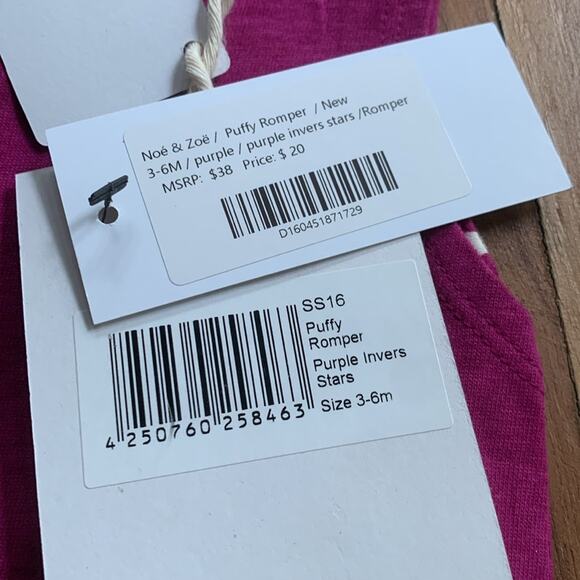 Noé & Zoë / Puffy Romper / New
3-6M / purple / purple invers stars /Romper
MSRP: $38 Price: $ 20
D160451871729
SS16
Puffy
Romper
Purple Invers
Stars
Size 3-6m
4 250760 258463